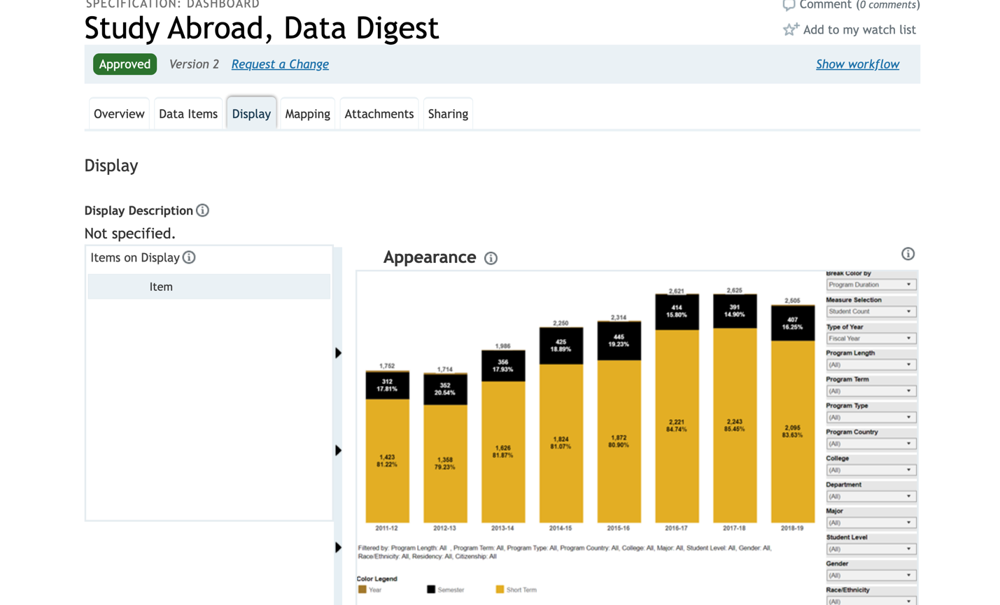 SPECIFICATION: DASHBOARD
Comment (0 comments)
Study Abroad, Data Digest
Add to my watch list
Approved Version 2 Request a Change Show workflow
Overview Data Items Display Mapping Attachments Sharing
Display
Display Description
Not specified.
Items on Display
Item
Appearance
1,752
312
17.81%
1,423
81.22%
2011-12
1,714
352
20.54%
1,358
79.23%
2012-13
1,986
356
17.93%
1,626
81.87%
2013-14
2,250
425
18.89%
1,824
81.07%
2014-15
2,314
445
19.23%
1,872
80.90%
2015-16
2,621
414
15.80%
2,221
84.74%
2016-17
2,625
391
14.90%
2,243
85.45%
2017-18
2,505
407
16.25%
2,095
83.63%
2018-19
Filtered by: Program Length: All , Program Term: All, Program Type: All, Program Country: All, College: All, Major: All, Student Level: All, Gender: All,
Race/Ethnicity: All, Residency: All, Citizenship: All
Color Legend
Year Semester Short Term
Break Color by
Program Duration
Measure Selection
Student Count
Type of Year
Fiscal Year
Program Length
(All)
Program Term
(All)
Program Type
(All)
Program Country
(All)
College
(All)
Department
(All)
Major
(All)
Student Level
(All)
Gender
(All)
Race/Ethnicity
(All)